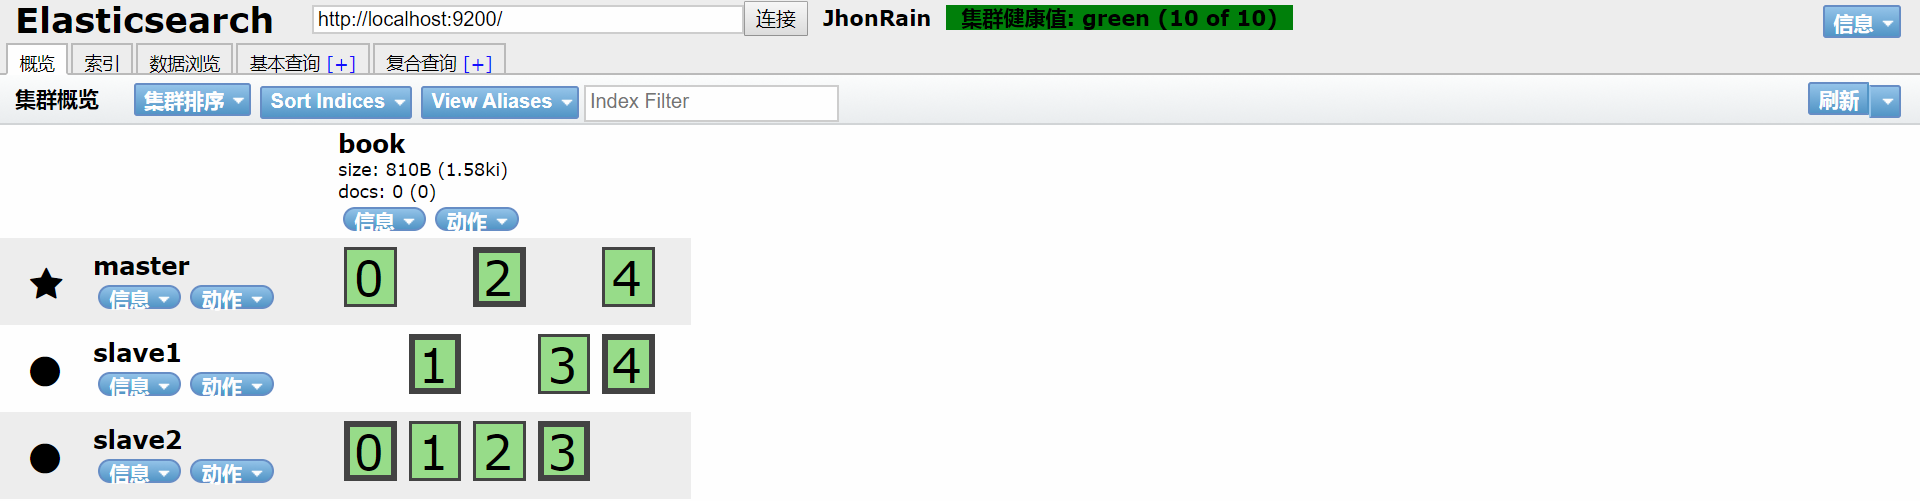 Elasticsearch http://localhost:9200/ 连接 JhonRain 集群健康值: green (10 of 10) 信息
概览 索引 数据浏览 基本查询 [+] 复合查询 [+]
集群概览 集群排序 Sort Indices View Aliases Index Filter 刷新
book
size: 810B (1.58ki)
docs: 0 (0)
信息 动作
master 0 2 4
信息 动作
slave1 1 3 4
信息 动作
slave2 0 1 2 3
信息 动作